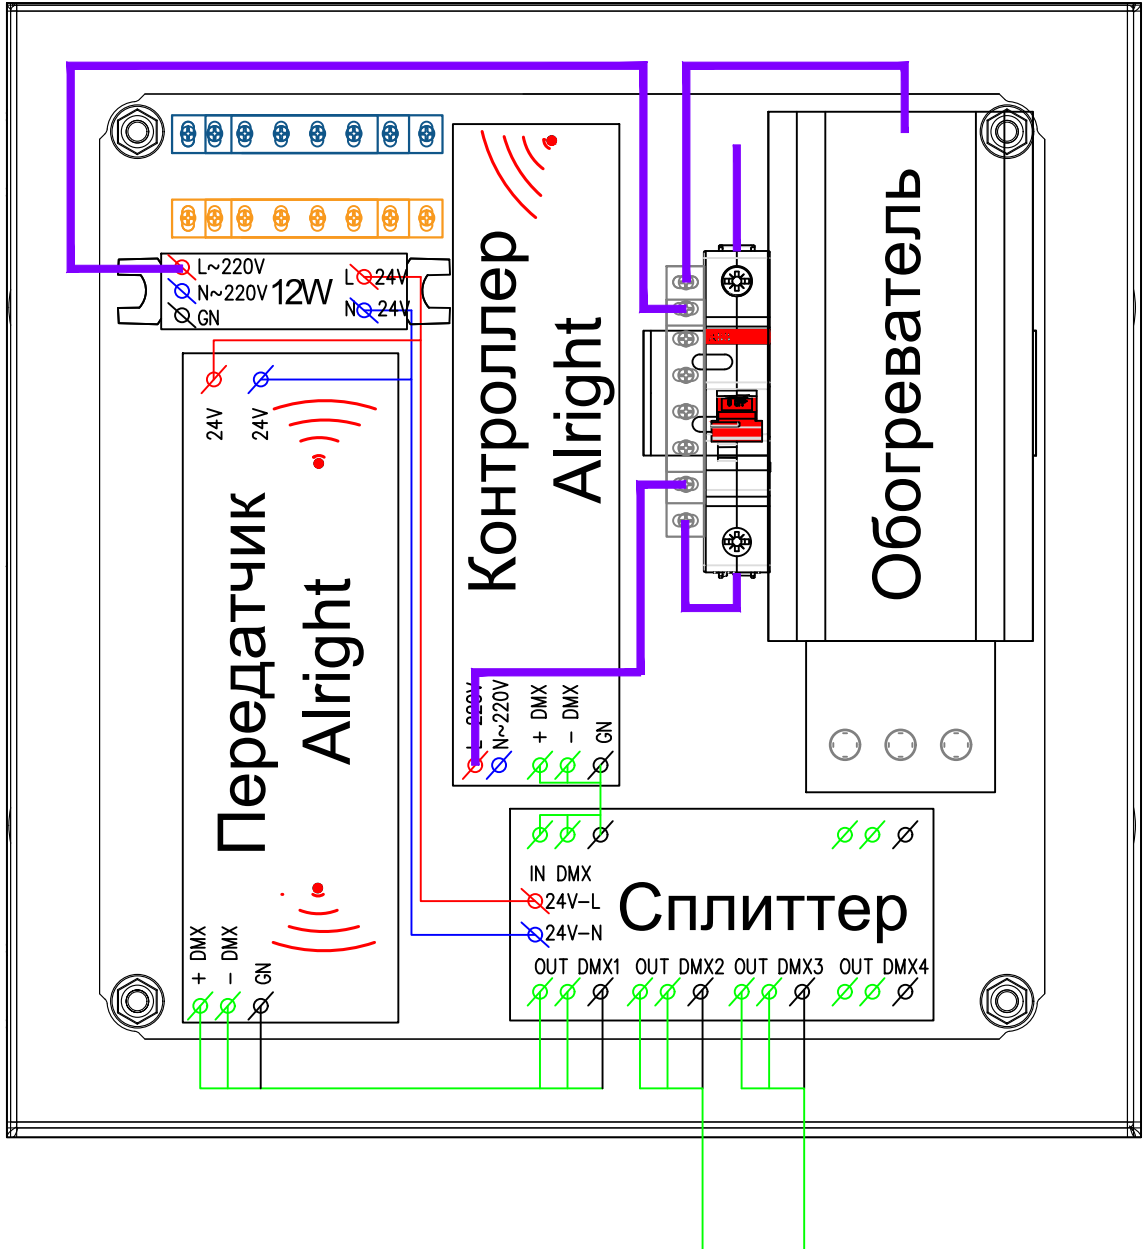 L~220V
N~220V
GN
12W
L 24V
N 24V
24V
24V
Передатчик
Alright
+ DMX
- DMX
GN
Контроллер
Alright
L~220V
N~220V
+ DMX
- DMX
GN
Обогреватель
IN DMX
24V-L
24V-N
Сплиттер
OUT DMX1
OUT DMX2
OUT DMX3
OUT DMX4